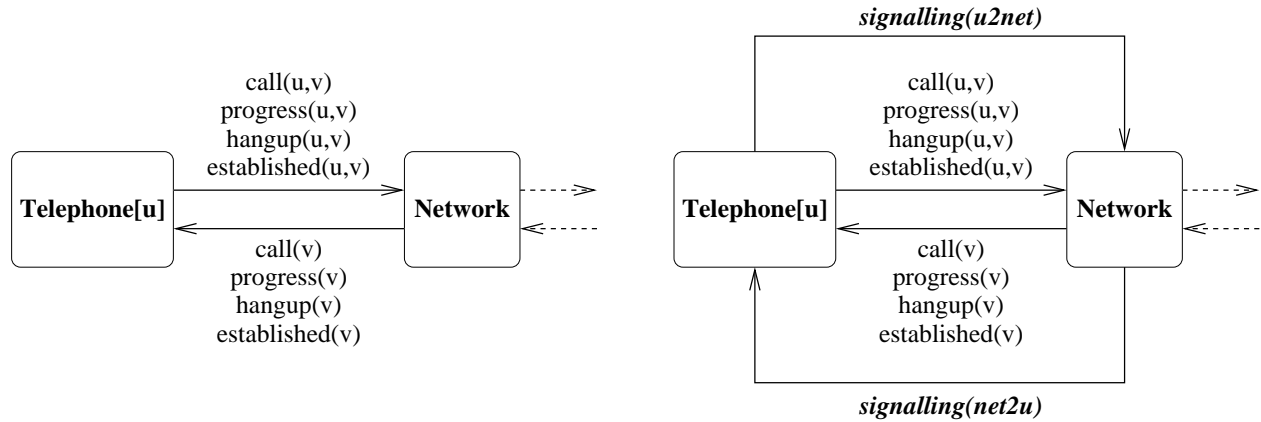 call(u,v)
progress(u,v)
hangup(u,v)
established(u,v)
Telephone[u]
Network
call(v)
progress(v)
hangup(v)
established(v)
signalling(u2net)
call(u,v)
progress(u,v)
hangup(u,v)
established(u,v)
Telephone[u]
Network
call(v)
progress(v)
hangup(v)
established(v)
signalling(net2u)